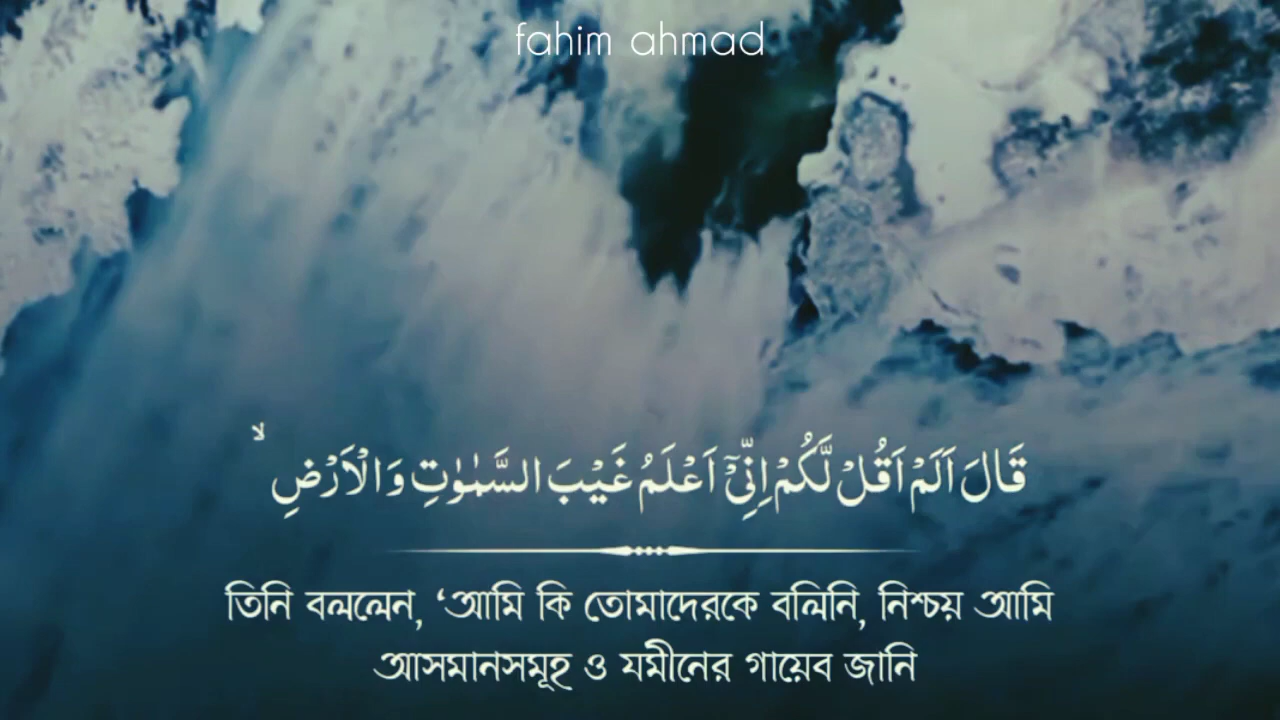 fahim ahmad
قَالَ اَلَمْ اَقُلْ لَّكُمْ اِنِّیْۤ اَعْلَمُ غَیْبَ السَّمٰوٰتِ وَالْاَرْضِ ۙ
তিনি বললেন, ‘আমি কি তোমাদেরকে বলিনি, নিশ্চয় আমি
আসমানসমূহ ও যমীনের গায়েব জানি